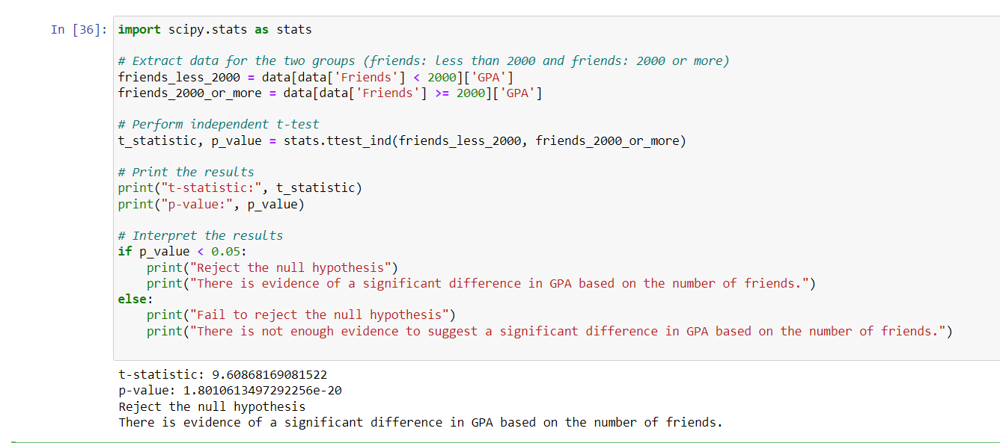 In [36]: import scipy.stats as stats
# Extract data for the two groups (friends: less than 2000 and friends: 2000 or more)
friends_less_2000 = data[data['Friends'] < 2000]['GPA']
friends_2000_or_more = data[data['Friends'] >= 2000]['GPA']
# Perform independent t-test
t_statistic, p_value = stats.ttest_ind(friends_less_2000, friends_2000_or_more)
# Print the results
print("t-statistic:", t_statistic)
print("p-value:", p_value)
# Interpret the results
if p_value < 0.05:
    print("Reject the null hypothesis")
    print("There is evidence of a significant difference in GPA based on the number of friends.")
else:
    print("Fail to reject the null hypothesis")
    print("There is not enough evidence to suggest a significant difference in GPA based on the number of friends.")
t-statistic: 9.60868169081522
p-value: 1.8010613497292256e-20
Reject the null hypothesis
There is evidence of a significant difference in GPA based on the number of friends.